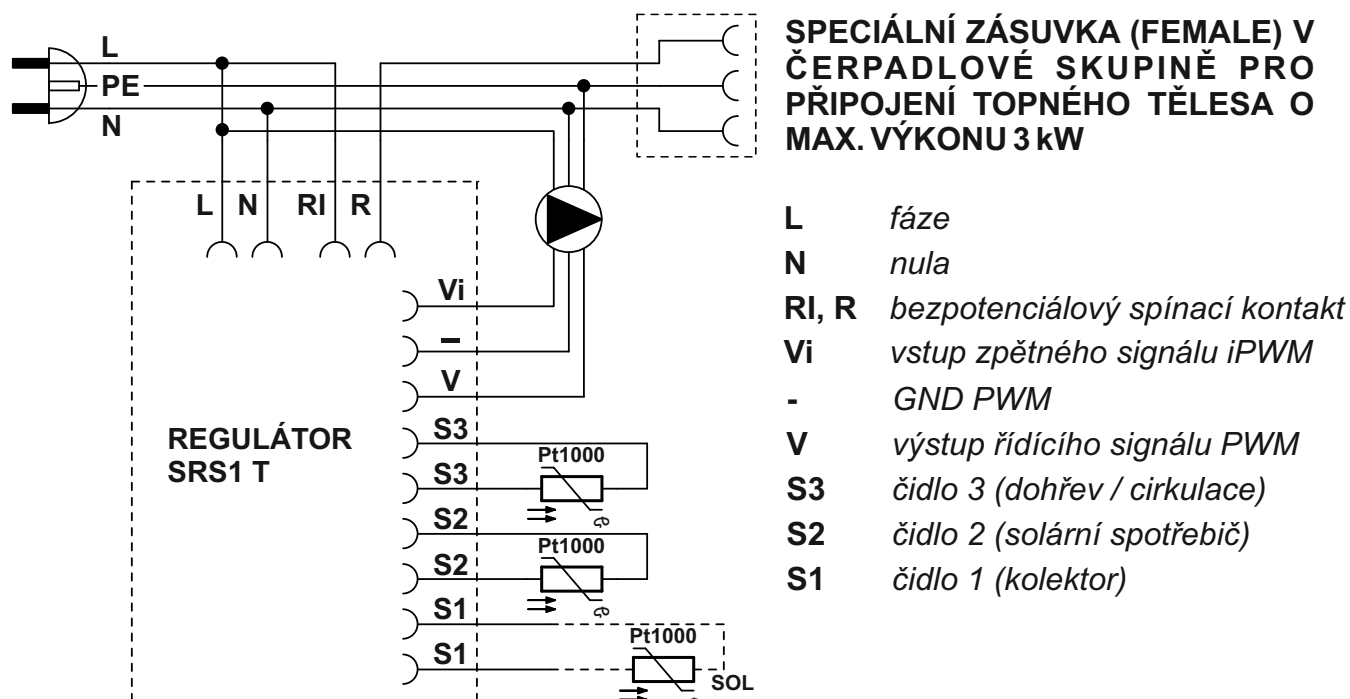 L
PE
N
SPECIÁLNÍ ZÁSUVKA (FEMALE) V
ČERPADLOVÉ SKUPINĚ PRO
PŘIPOJENÍ TOPNÉHO TĚLESA O
MAX. VÝKONU 3 kW
L N RI R
Vi
–
V
S3
S3
S2
S2
S1
S1
REGULÁTOR
SRS1 T
Pt1000
ϑ
Pt1000
ϑ
Pt1000
SOL
L fáze
N nula
RI, R bezpotenciálový spínací kontakt
Vi vstup zpětného signálu iPWM
- GND PWM
V výstup řídícího signálu PWM
S3 čidlo 3 (dohřev / cirkulace)
S2 čidlo 2 (solární spotřebič)
S1 čidlo 1 (kolektor)